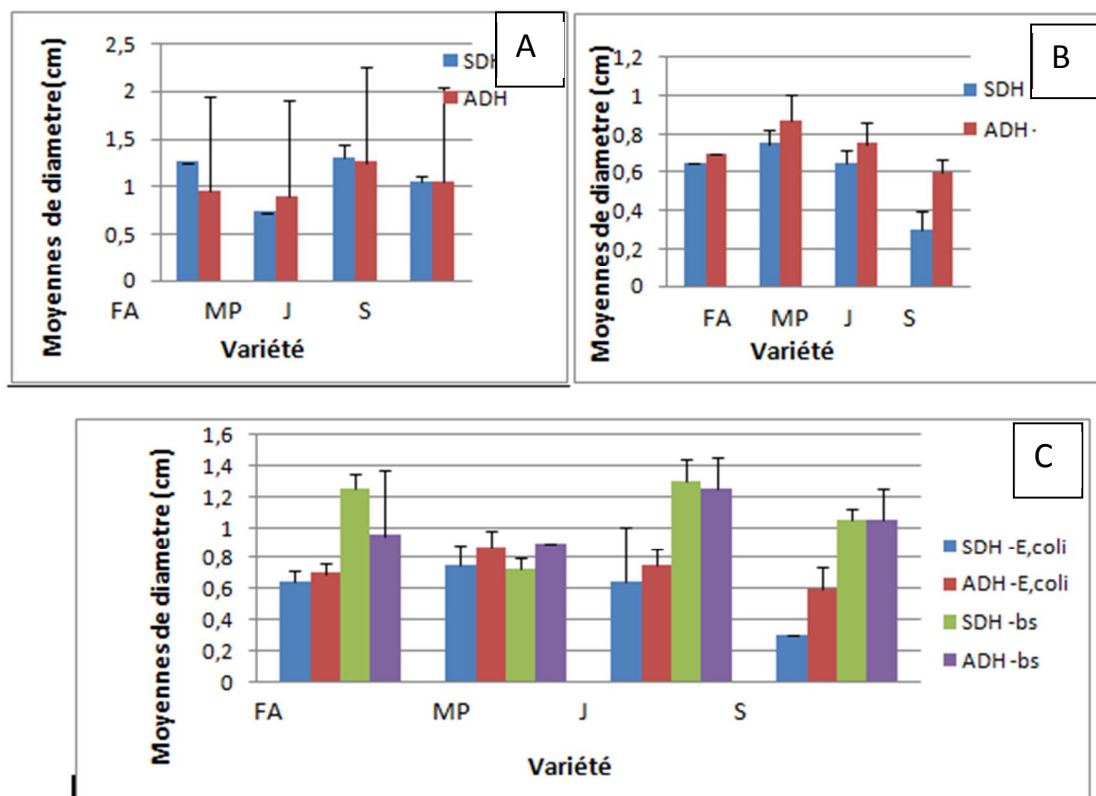 A
Moyennes de diametre (cm)
2,5
2
1,5
1
0,5
0
SDH
ADH
FA MP J S
Variété
B
Moyennes de diametre (cm)
1,2
1
0,8
0,6
0,4
0,2
0
SDH
ADH -
FA MP J S
Variété
C
Moyennes de diametre (cm)
1,6
1,4
1,2
1
0,8
0,6
0,4
0,2
0
SDH -E,coli
ADH -E,coli
SDH -bs
ADH -bs
FA MP J S
Variété